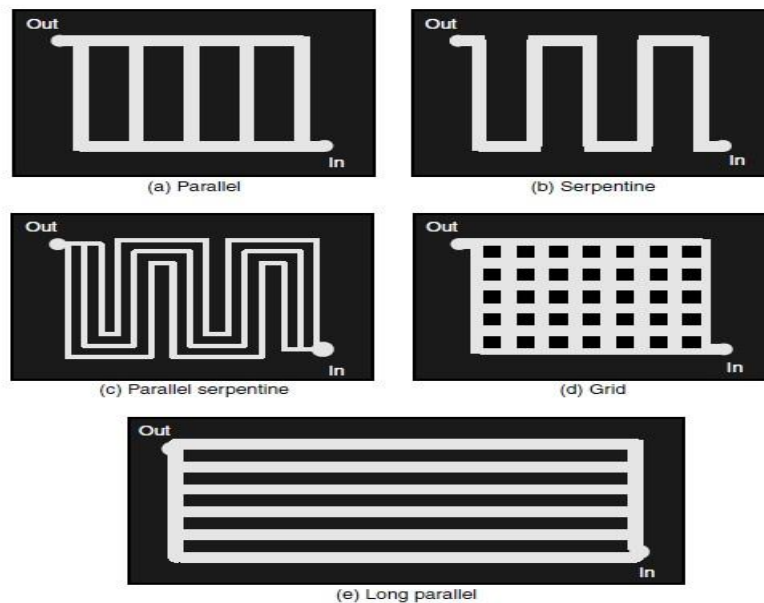 Out
In
(a) Parallel
Out
In
(b) Serpentine
Out
In
(c) Parallel serpentine
Out
In
(d) Grid
Out
In
(e) Long parallel